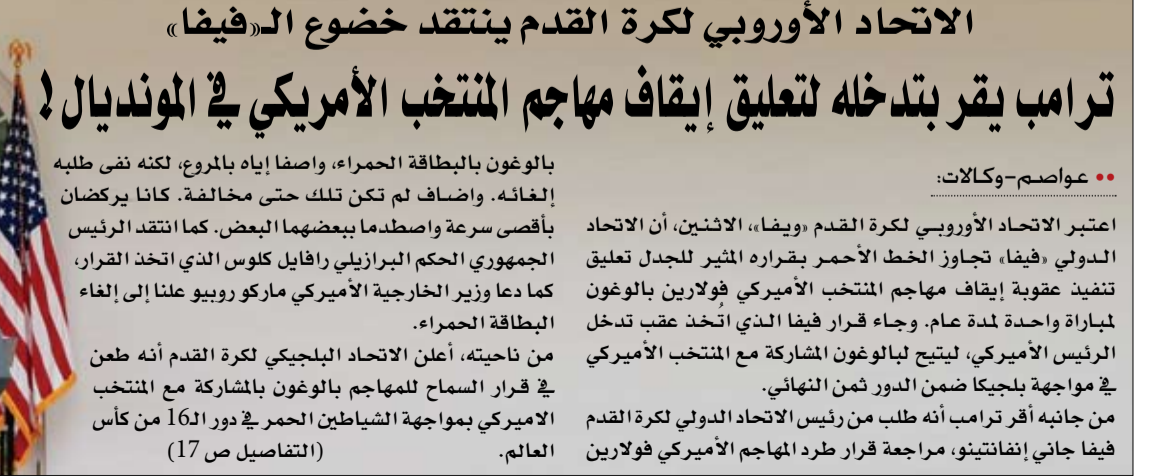 الاتحاد الأوروبي لكرة القدم ينتقد خضوع الـ«فيفا»
ترامب يقر بتدخله لتعليق إيقاف مهاجم المنتخب الأمريكي في المونديال !
•• عواصم-وكالات:
اعتبر الاتحاد الأوروبي لكرة القدم «ويفا»، الاثنين، أن الاتحاد
الدولي «فيفا» تجاوز الخط الأحمر بقراره المثير للجدل تعليق
تنفيذ عقوبة إيقاف مهاجم المنتخب الأميركي فولارين بالوغون
لمباراة واحدة لمدة عام. وجاء قرار فيفا الذي اتُخذ عقب تدخل
الرئيس الأميركي، ليتيح لبالوغون المشاركة مع المنتخب الأميركي
في مواجهة بلجيكا ضمن الدور ثمن النهائي.
من جانبه أقر ترامب أنه طلب من رئيس الاتحاد الدولي لكرة القدم
فيفا جاني إنفانتينو، مراجعة قرار طرد المهاجم الأميركي فولارين
بالوغون بالبطاقة الحمراء، واصفا إياه بالمروع، لكنه نفى طلبه
إلغائه. واضاف لم تكن تلك حتى مخالفة. كانا يركضان
بأقصى سرعة واصطدما ببعضهما البعض. كما انتقد الرئيس
الجمهوري الحكم البرازيلي رافايل كلوس الذي اتخذ القرار،
كما دعا وزير الخارجية الأميركي ماركو روبيو علنا إلى إلغاء
البطاقة الحمراء.
من ناحيته، أعلن الاتحاد البلجيكي لكرة القدم أنه طعن
في قرار السماح للمهاجم بالوغون بالمشاركة مع المنتخب
الاميركي بمواجهة الشياطين الحمر في دور الـ16 من كأس
العالم. (التفاصيل ص 17)